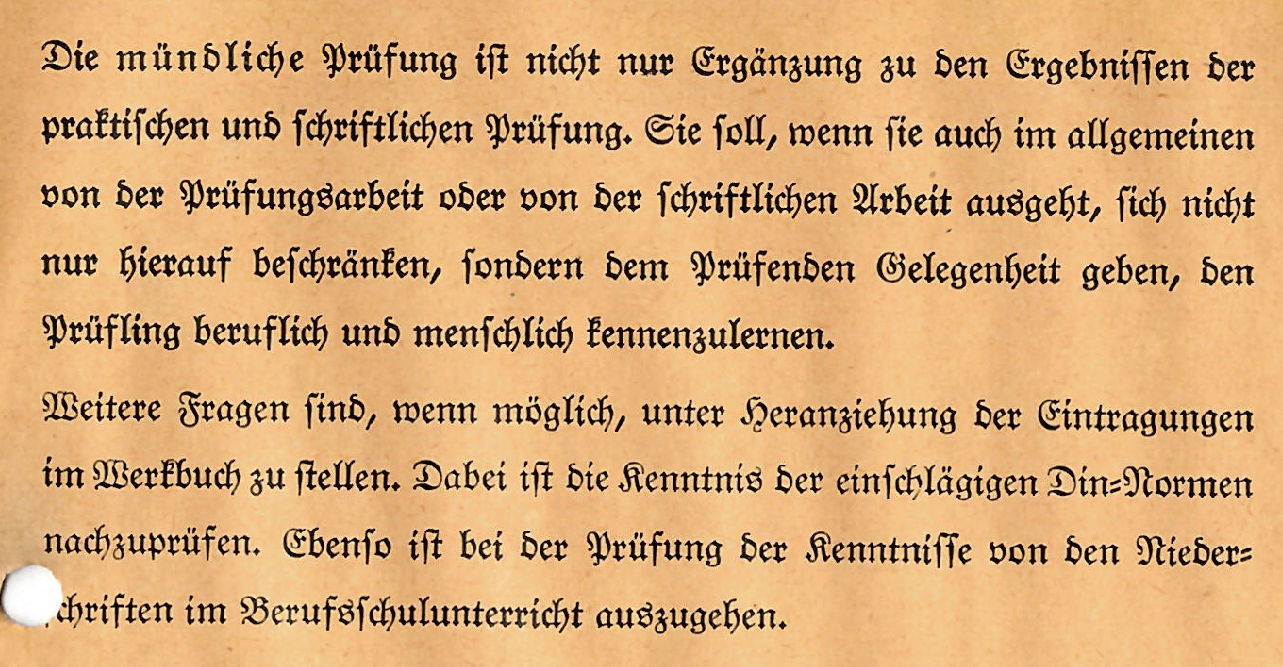 Die mündliche Prüfung ist nicht nur Ergänzung zu den Ergebnissen der
praktischen und schriftlichen Prüfung. Sie soll, wenn sie auch im allgemeinen
von der Prüfungsarbeit oder von der schriftlichen Arbeit ausgeht, sich nicht
nur hierauf beschränken, sondern dem Prüfenden Gelegenheit geben, den
Prüfling beruflich und menschlich kennenzulernen.
Weitere Fragen sind, wenn möglich, unter Heranziehung der Eintragungen
im Werkbuch zu stellen. Dabei ist die Kenntnis der einschlägigen Din-Normen
nachzuprüfen. Ebenso ist bei der Prüfung der Kenntnisse von den Nieder-
schriften im Berufsschulunterricht auszugehen.